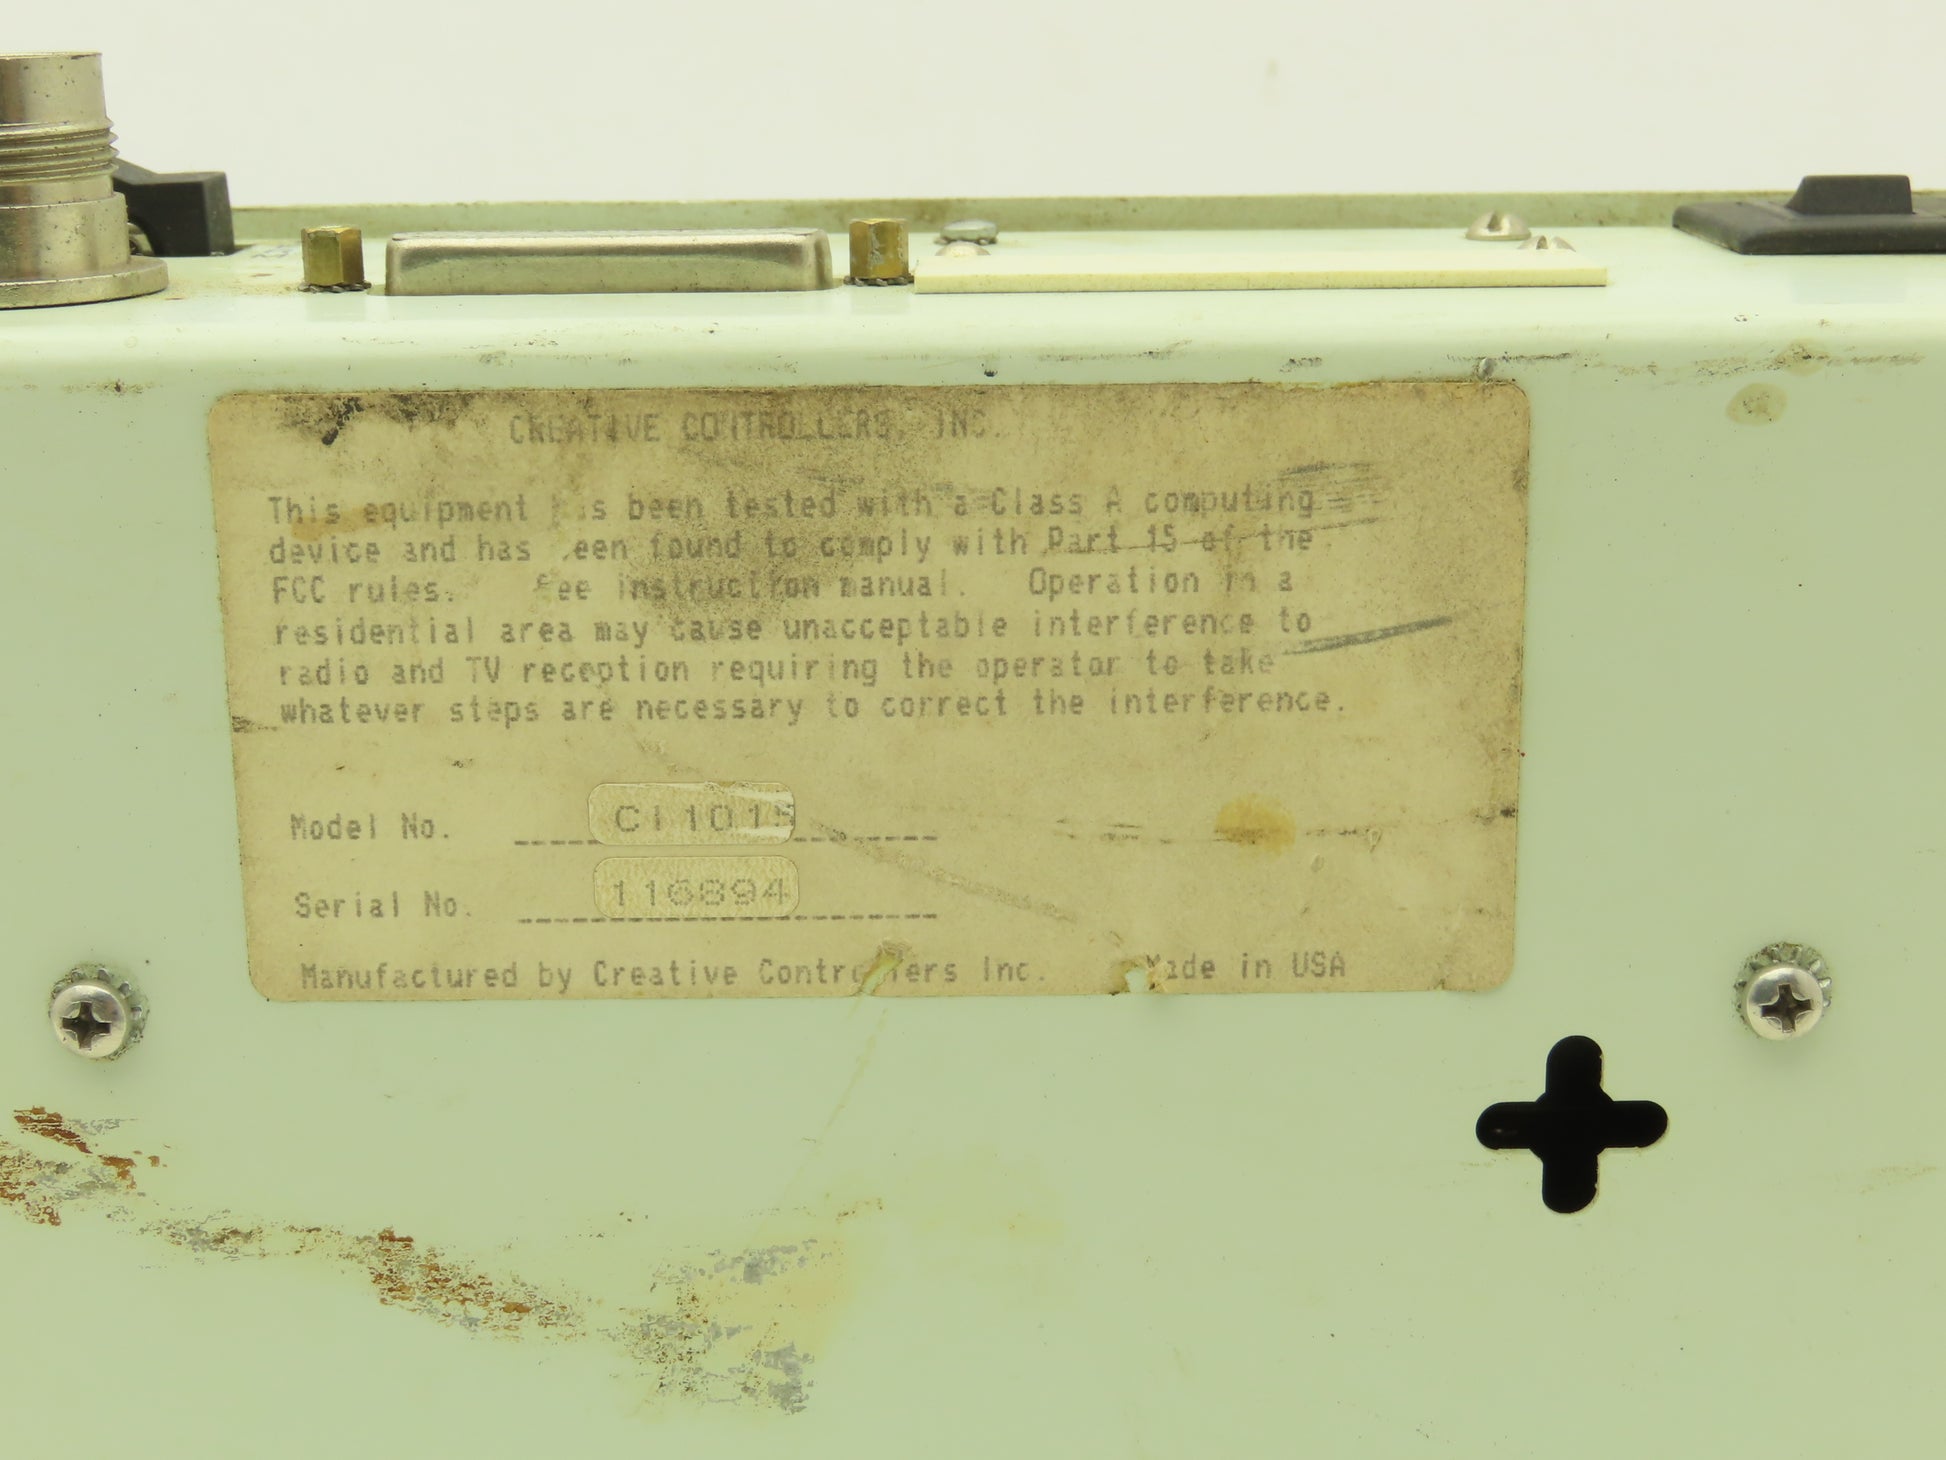 CREATIVE CONTROLLERS, INC.
This equipment has been tested with a Class A computing
device and has been found to comply with Part 15 of the
FCC rules. See instruction manual. Operation in a
residential area may cause unacceptable interference to
radio and TV reception requiring the operator to take
whatever steps are necessary to correct the interference.
Model No. CI1015
Serial No. 116894
Manufactured by Creative Controllers Inc. Made in USA